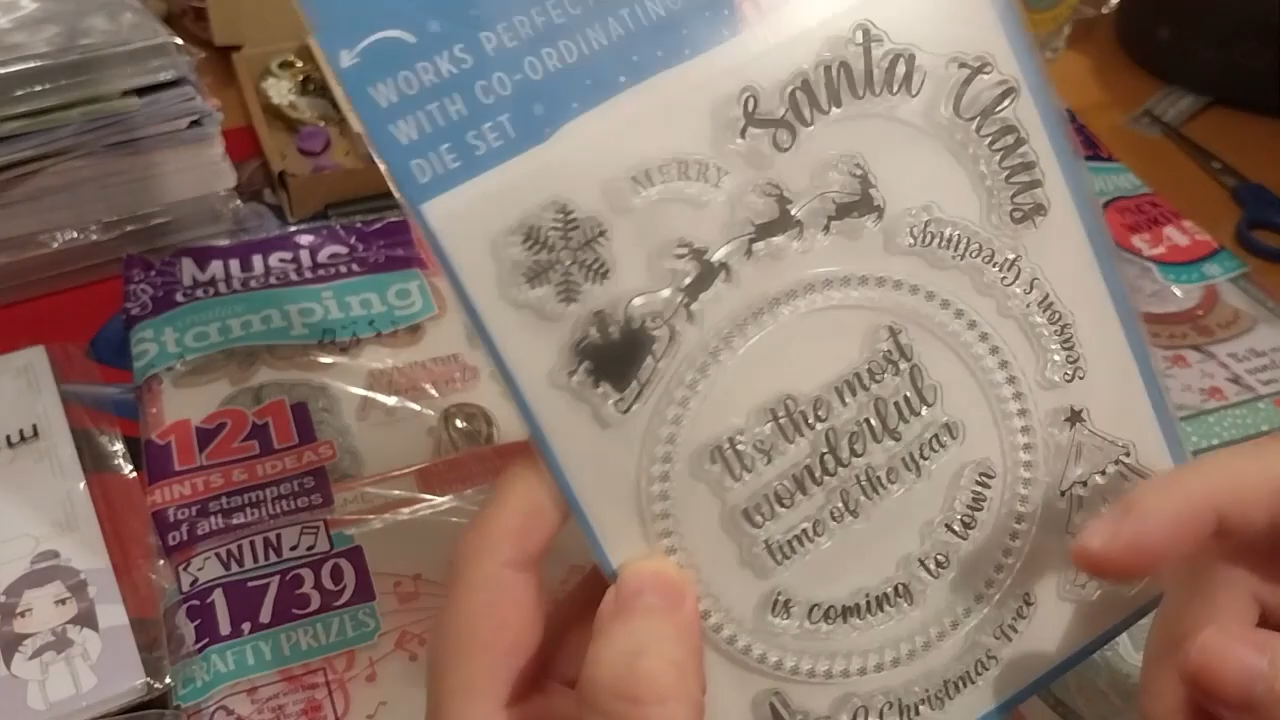 WORKS PERFECT
WITH CO-ORDINATING
DIE SET
Santa Claus
MERRY
Season's Greetings
It's the most
wonderful
time of the year
is coming to town
Christmas Tree
MUSIC
collection
creative
Stamping
121
HINTS & IDEAS
for stampers
of all abilities
WIN
£1,739
CRAFTY PRIZES